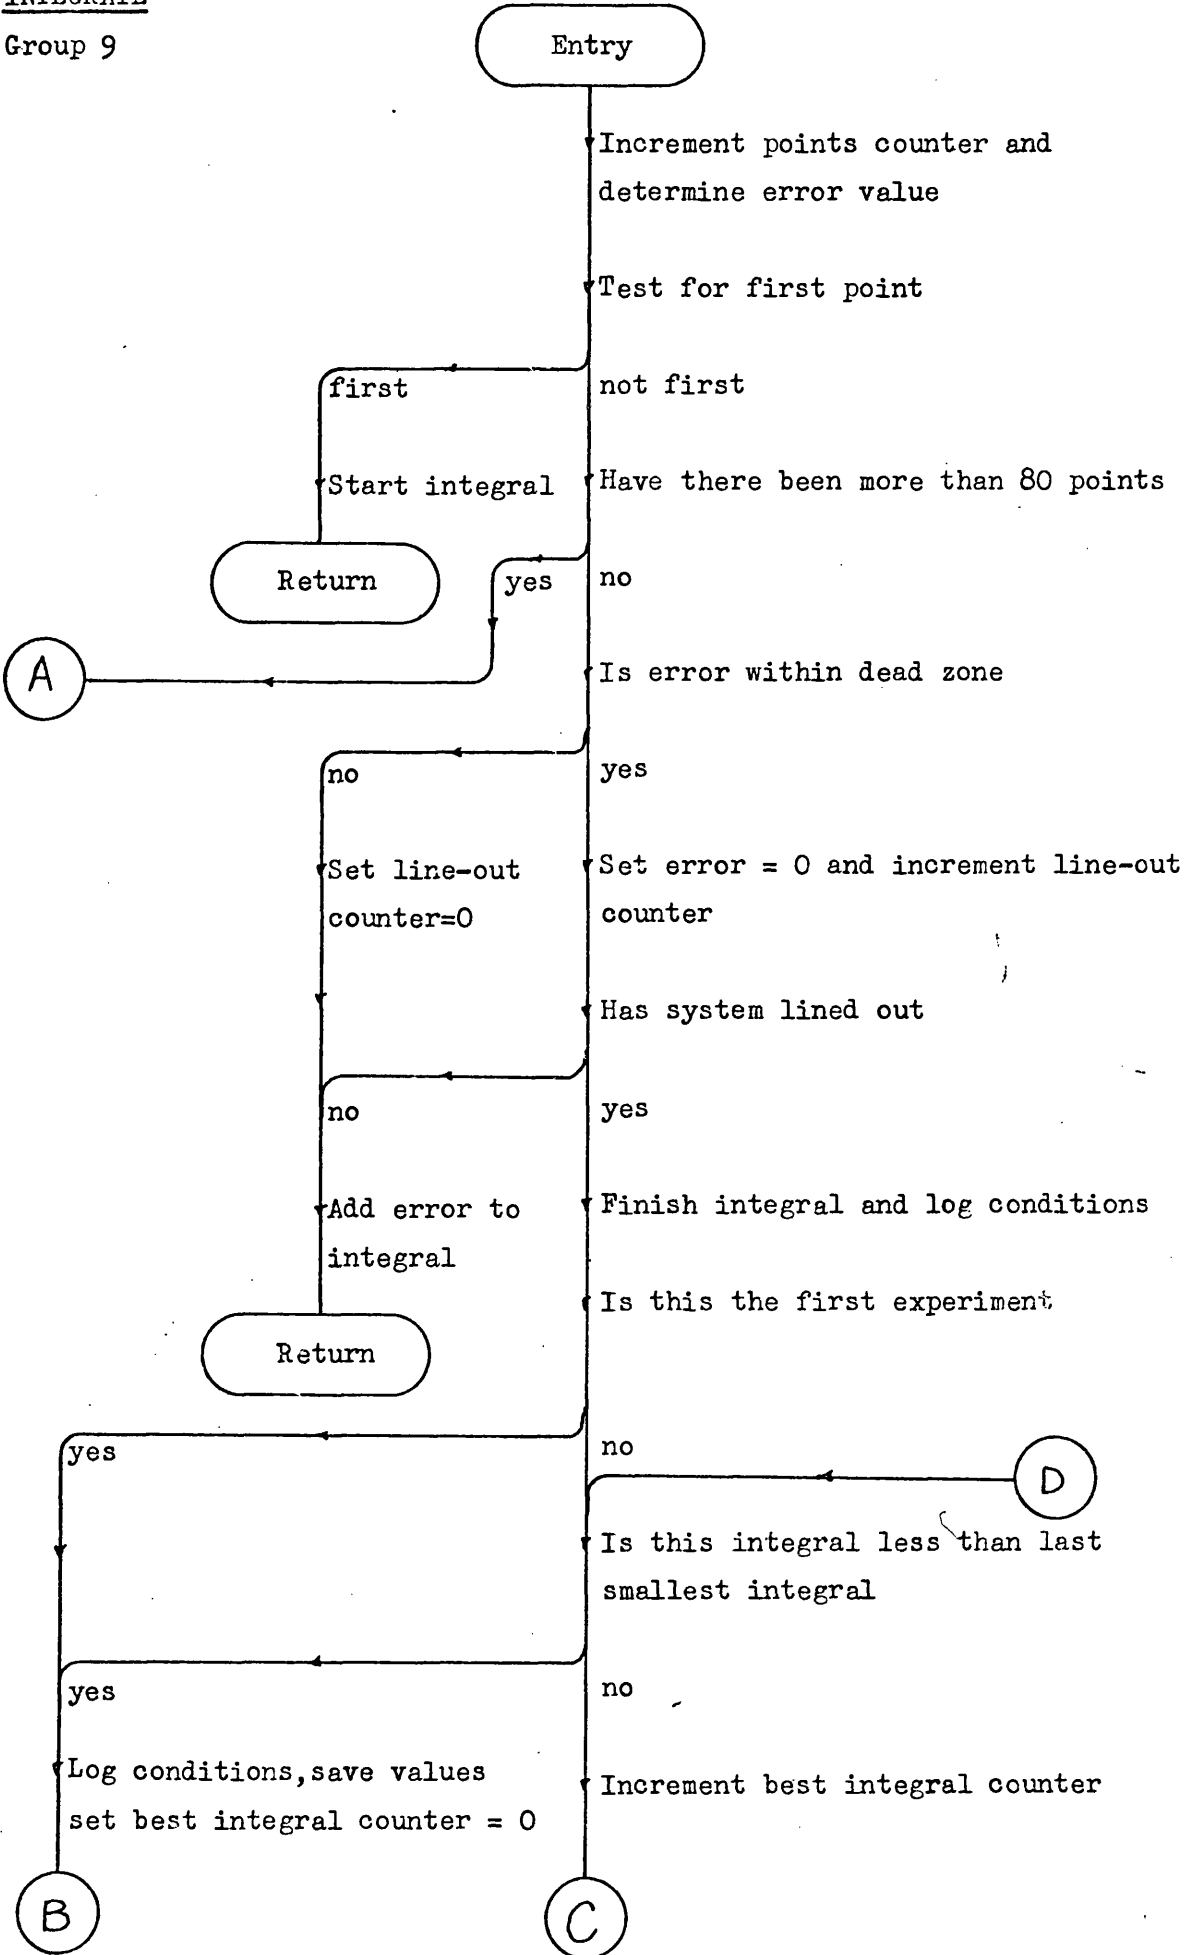 INTEGRATE
Group 9
Entry
Increment points counter and
determine error value
Test for first point
first
not first
Start integral
Have there been more than 80 points
Return
yes
no
A
Is error within dead zone
no
yes
Set line-out
counter=0
Set error = 0 and increment line-out
counter
Has system lined out
no
yes
Add error to
integral
Finish integral and log conditions
Is this the first experiment
Return
yes
no
D
Is this integral less than last
smallest integral
yes
no
Log conditions,save values
set best integral counter = 0
Increment best integral counter
B
C